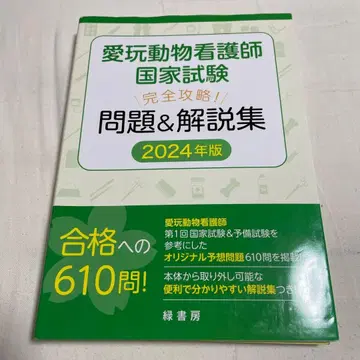 愛玩動物看護師
国家試験
完全攻略!
問題&解説集
2024年版
合格への
610問!
愛玩動物看護師
第1回国家試験&予備試験を
参考にした
オリジナル予想問題610問を掲載!
本体から取り外し可能な
便利で分かりやすい解説集つき
緑書房